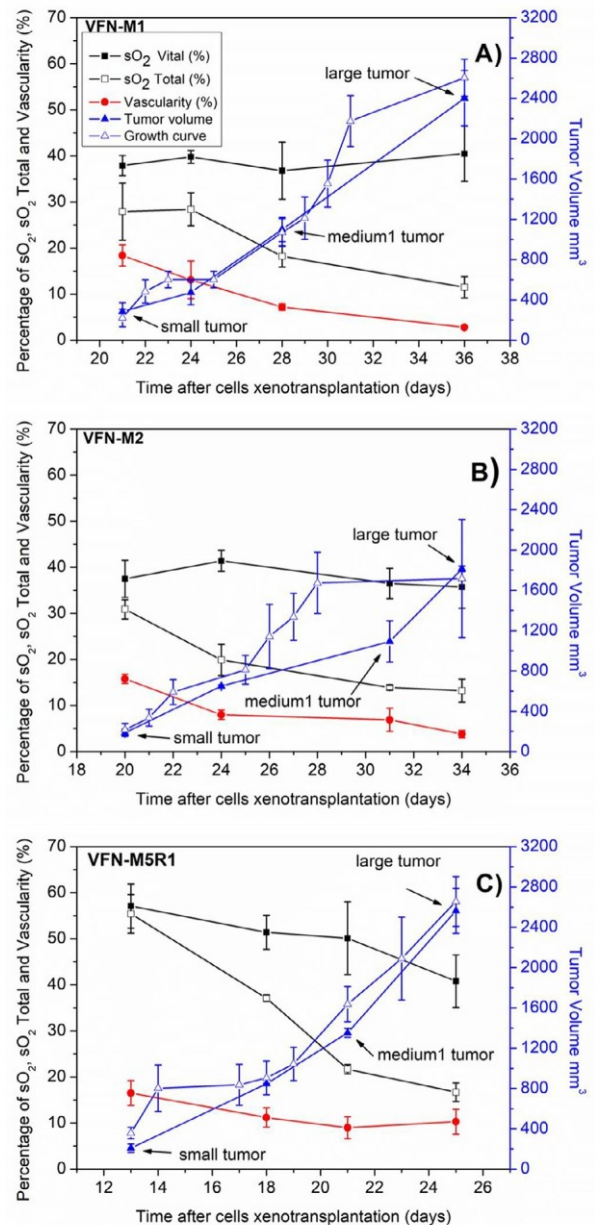 VFN-M1
A)
sO2 Vital (%)
sO2 Total (%)
Vascularity (%)
Tumor volume
Growth curve
large tumor
medium1 tumor
small tumor
Percentage of sO2, sO2 Total and Vascularity (%)
70
60
50
40
30
20
10
0
3200
2800
2400
2000
1600
1200
800
400
0
Tumor Volume mm3
20 22 24 26 28 30 32 34 36 38
Time after cells xenotransplantation (days)
VFN-M2
B)
large tumor
medium1 tumor
small tumor
Percentage of sO2, sO2 Total and Vascularity (%)
70
60
50
40
30
20
10
0
3200
2800
2400
2000
1600
1200
800
400
0
Tumor Volume mm3
18 20 22 24 26 28 30 32 34 36
Time after cells xenotransplantation (days)
VFN-M5R1
C)
large tumor
medium1 tumor
small tumor
Percentage of sO2, sO2 Total and Vascularity (%)
70
60
50
40
30
20
10
0
3200
2800
2400
2000
1600
1200
800
400
0
Tumor Volume mm3
12 14 16 18 20 22 24 26
Time after cells xenotransplantation (days)